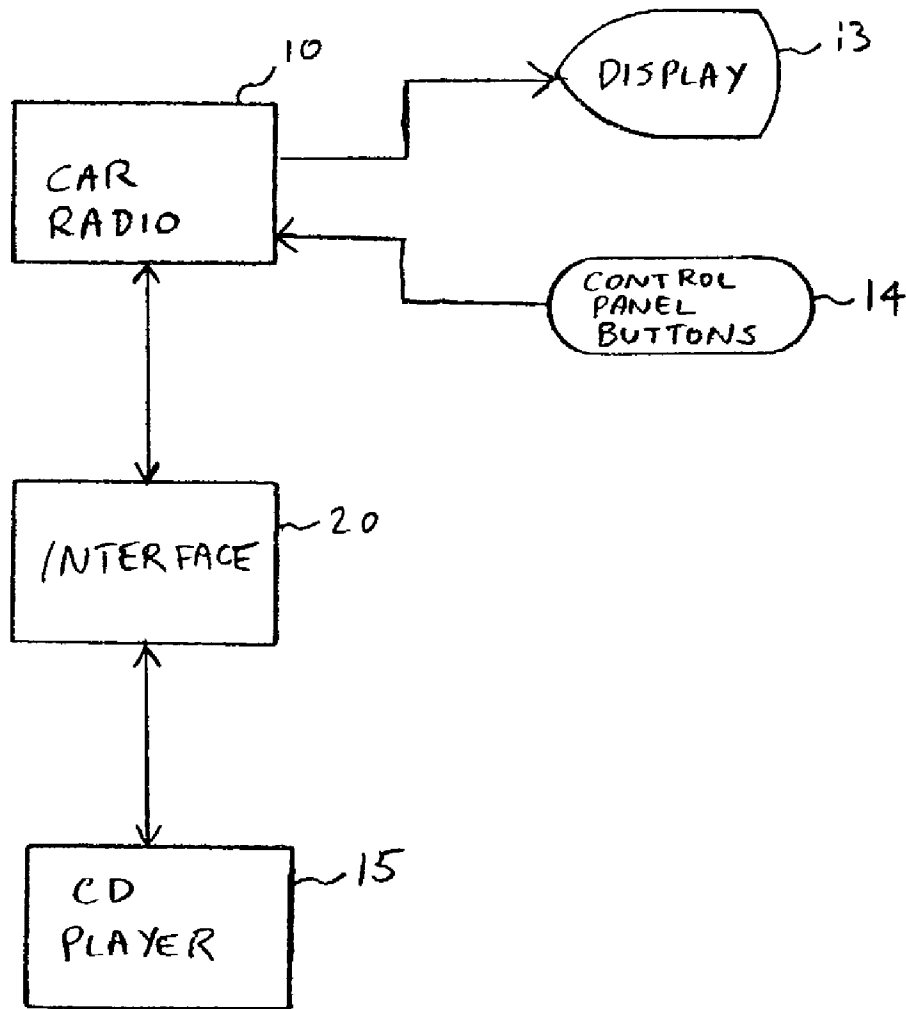 10
13
DISPLAY
CAR
RADIO
CONTROL
PANEL
BUTTONS
14
20
INTERFACE
15
CD
PLAYER